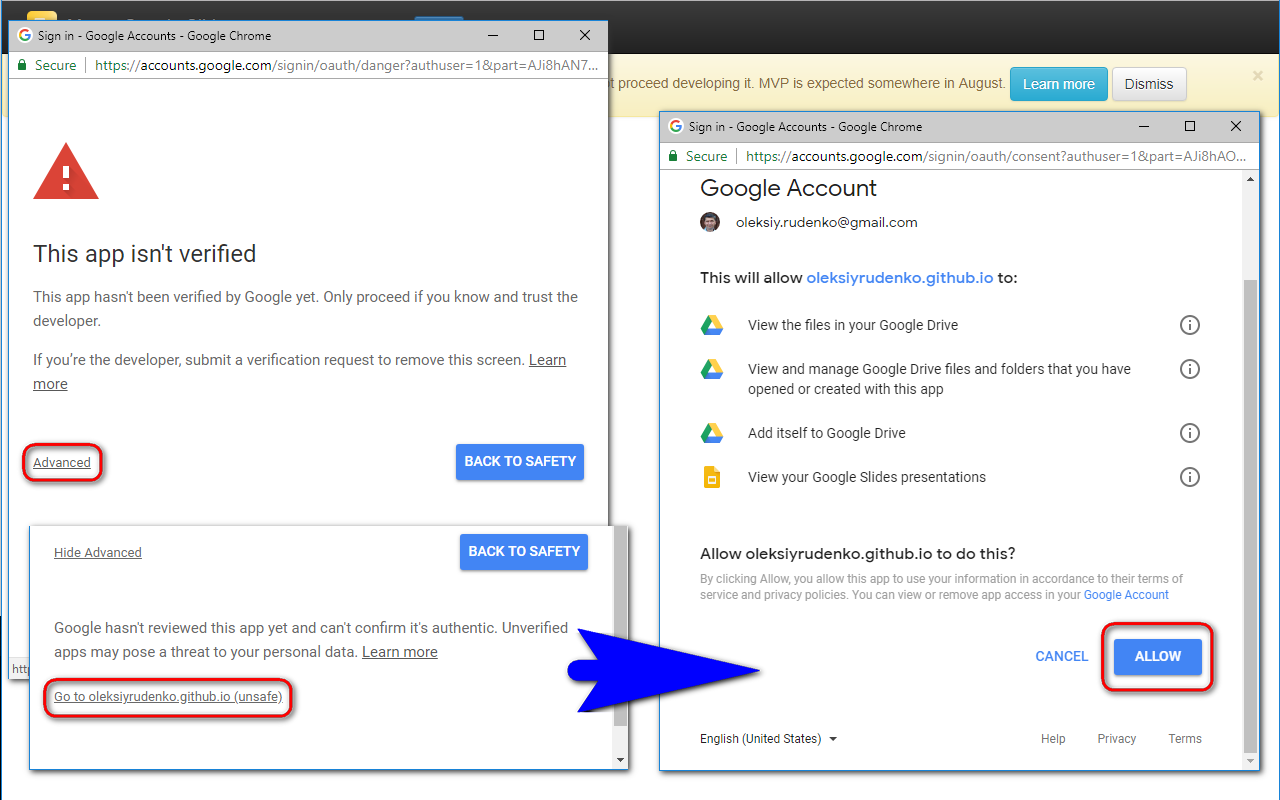 Sign in - Google Accounts - Google Chrome
Secure | https://accounts.google.com/signin/oauth/danger?authuser=1&part=AJi8hAN7...
This app isn't verified
This app hasn't been verified by Google yet. Only proceed if you know and trust the
developer.
If you’re the developer, submit a verification request to remove this screen. Learn
more
Advanced
BACK TO SAFETY
Hide Advanced
BACK TO SAFETY
Google hasn't reviewed this app yet and can't confirm it's authentic. Unverified
apps may pose a threat to your personal data. Learn more
Go to oleksiyrudenko.github.io (unsafe)
proceed developing it. MVP is expected somewhere in August. Learn more Dismiss
Sign in - Google Accounts - Google Chrome
Secure | https://accounts.google.com/signin/oauth/consent?authuser=1&part=AJi8hAO...
Google Account
oleksiy.rudenko@gmail.com
This will allow oleksiyrudenko.github.io to:
View the files in your Google Drive
View and manage Google Drive files and folders that you have
opened or created with this app
Add itself to Google Drive
View your Google Slides presentations
Allow oleksiyrudenko.github.io to do this?
By clicking Allow, you allow this app to use your information in accordance to their terms of
service and privacy policies. You can view or remove app access in your Google Account
CANCEL ALLOW
English (United States) Help Privacy Terms